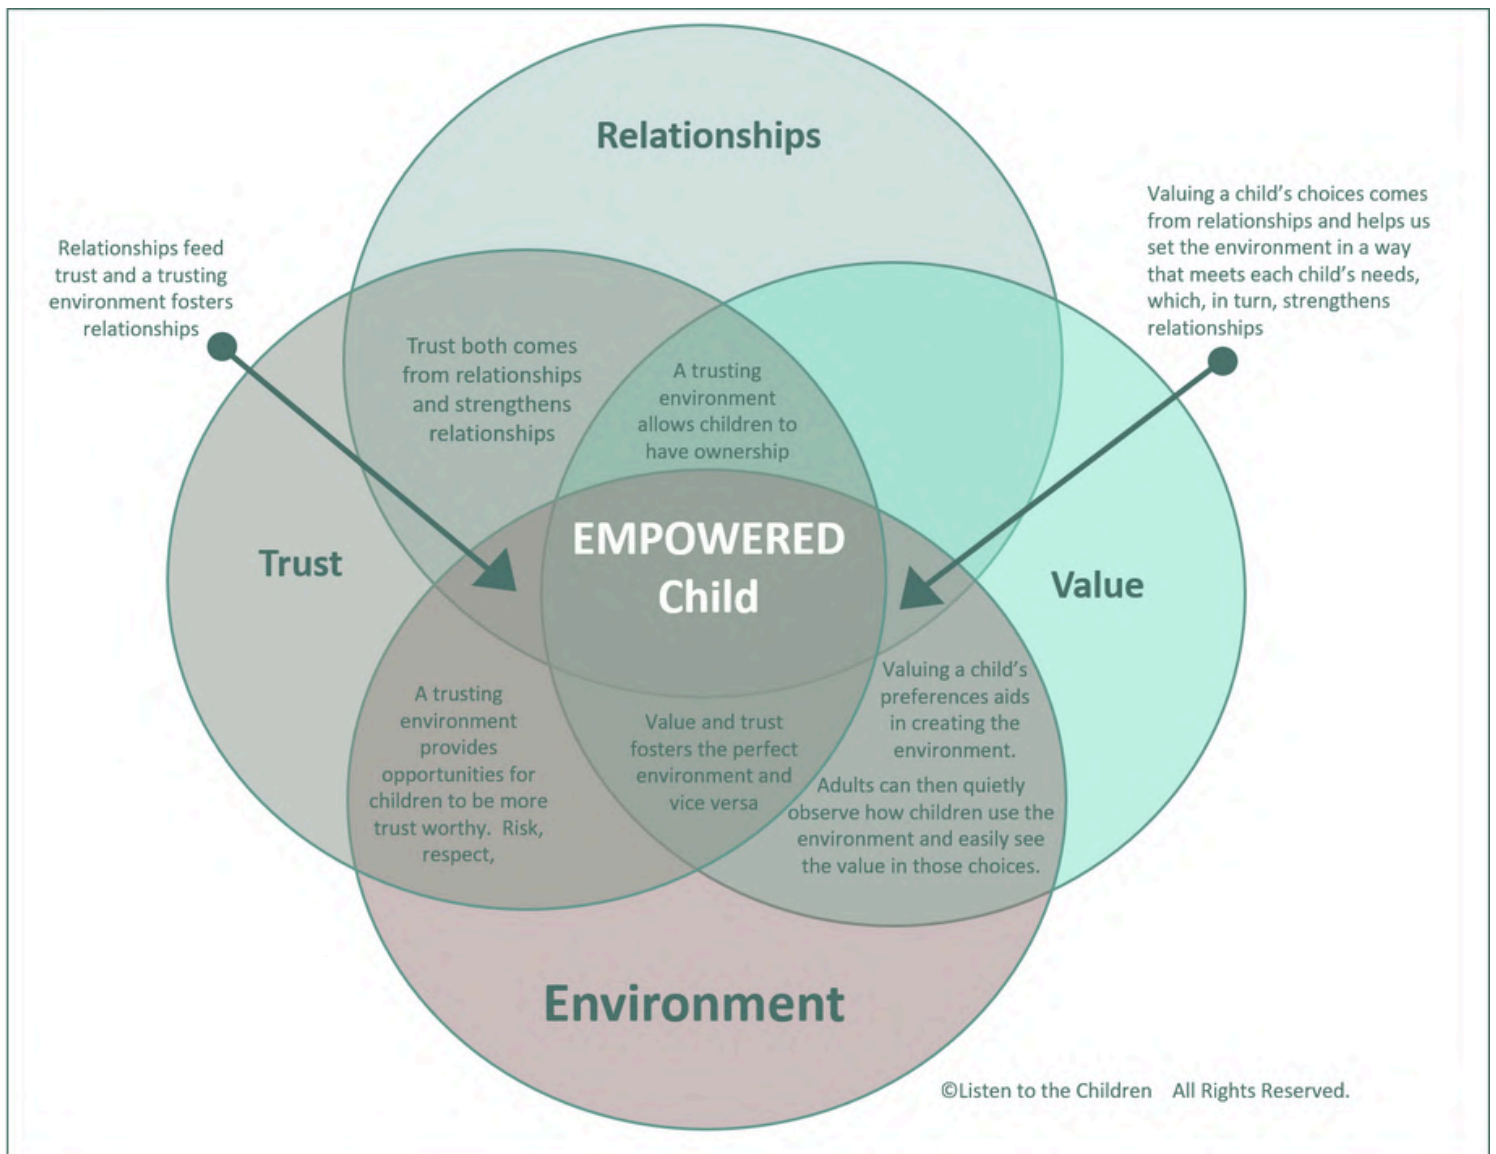 Relationships
Valuing a child's choices comes
from relationships and helps us
set the environment in a way
that meets each child's needs,
which, in turn, strengthens
relationships
Relationships feed
trust and a trusting
environment fosters
relationships
Trust both comes
from relationships
and strengthens
relationships
A trusting
environment
allows children to
have ownership
EMPOWERED
Child
Trust
Value
A trusting
environment
provides
opportunities for
children to be more
trust worthy.  Risk,
respect,
Value and trust
fosters the perfect
environment and
vice versa
Valuing a child's
preferences aids
in creating the
environment.
Adults can then quietly
observe how children use the
environment and easily see
the value in those choices.
Environment
©Listen to the Children    All Rights Reserved.